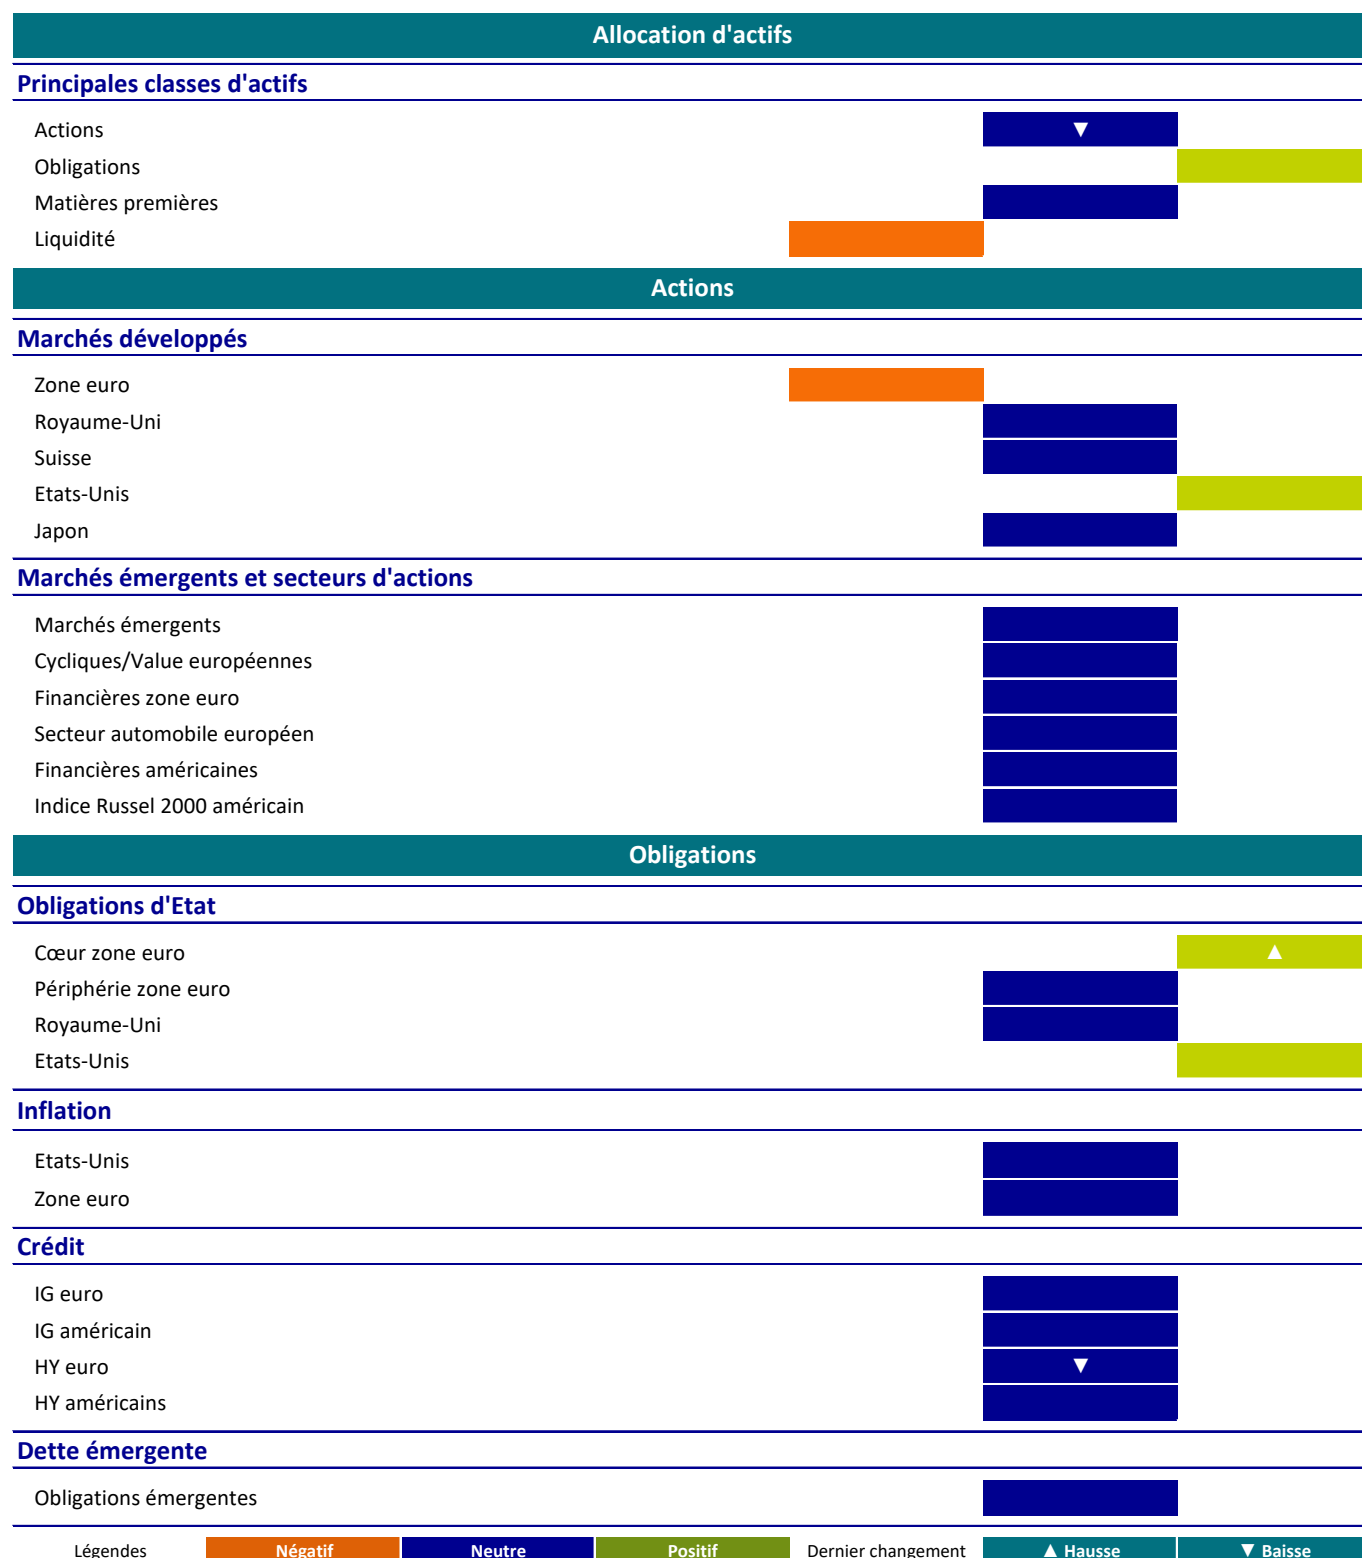 Allocation d'actifs
Principales classes d'actifs
Actions ▼
Obligations
Matières premières
Liquidité
Actions
Marchés développés
Zone euro
Royaume-Uni
Suisse
Etats-Unis
Japon
Marchés émergents et secteurs d'actions
Marchés émergents
Cycliques/Value européennes
Financières zone euro
Secteur automobile européen
Financières américaines
Indice Russel 2000 américain
Obligations
Obligations d'Etat
Cœur zone euro ▲
Périphérie zone euro
Royaume-Uni
Etats-Unis
Inflation
Etats-Unis
Zone euro
Crédit
IG euro
IG américain
HY euro ▼
HY américains
Dette émergente
Obligations émergentes
Légendes Négatif Neutre Positif Dernier changement ▲ Hausse ▼ Baisse